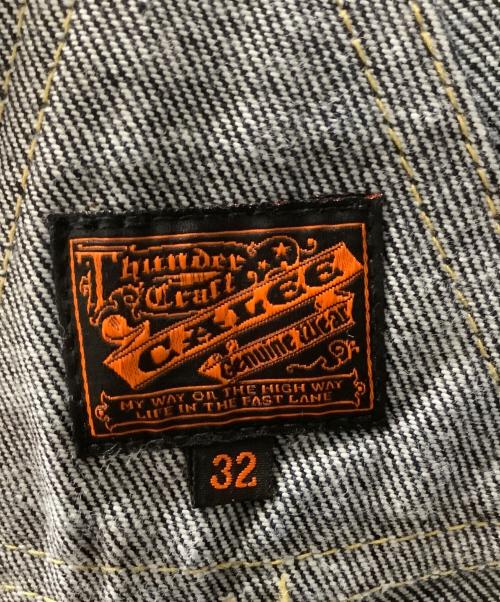 Thunder
Craft
CALEE
Genuine Wear
MY WAY OR THE HIGH WAY
LIFE IN THE FAST LANE
32